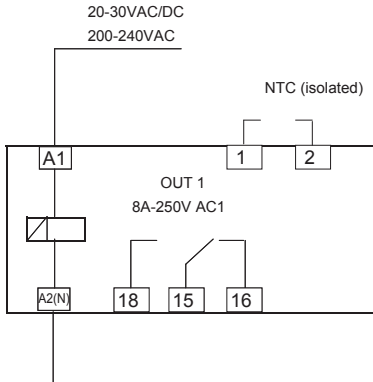 20-30VAC/DC
200-240VAC
NTC (isolated)
A1 1 2
OUT 1
8A-250V AC1
A2(N) 18 15 16